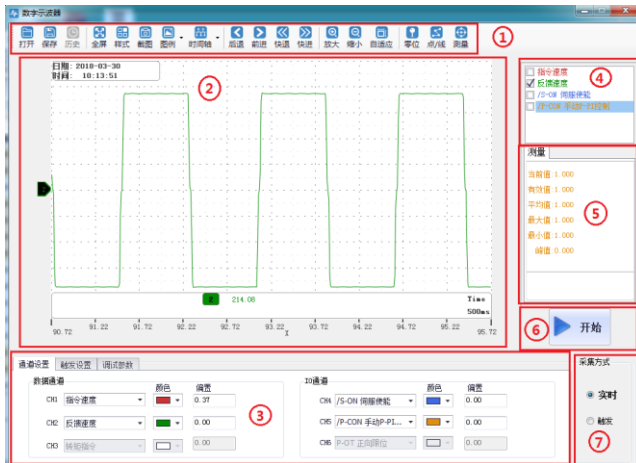 数字示波器
打开 保存 历史 全屏 样式 截图 图例 时间轴 后退 前进 快退 快进 放大 缩小 自适应 零位 点/线 测量
①
日期: 2018-03-30
时间: 10:13:51
②
指令速度
反馈速度
/S-ON 伺服使能
/P-CON 手动P-PI控制
④
测量
当前值:1.000
有效值:1.000
平均值:1.000
最大值:1.000
最小值:1.000
峰值:0.000
⑤
2 214.08
Time
500ms
90.72 91.22 91.72 92.22 92.72 93.22 93.72 94.22 94.72 95.22 95.72
X
⑥
开始
通道设置 触发设置 调试参数
数据通道
颜色 偏置
CH1 指令速度 0.37
CH2 反馈速度 0.00
CH3 转矩指令 0.00
③
IO通道
颜色 偏置
CH4 /S-ON 伺服使能 0.00
CH5 /P-CON 手动P-PI... 0.00
CH6 P-OT 正向限位 0.00
采集方式
实时
触发
⑦